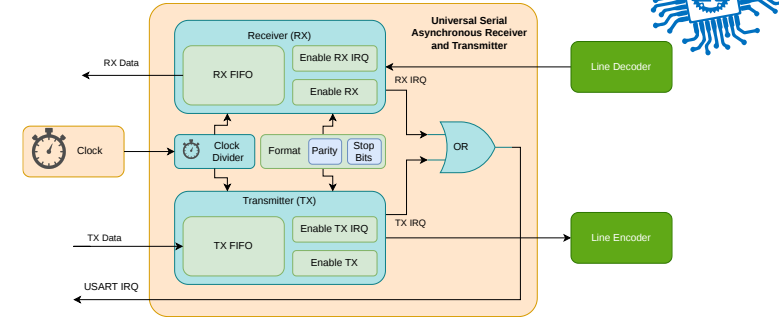 Universal Serial
Asynchronous Receiver
and Transmitter
Receiver (RX)
RX FIFO
Enable RX IRQ
Enable RX
RX Data
RX IRQ
Line Decoder
Clock
Clock
Divider
Format
Parity
Stop
Bits
OR
Transmitter (TX)
TX FIFO
Enable TX IRQ
Enable TX
TX Data
TX IRQ
Line Encoder
USART IRQ